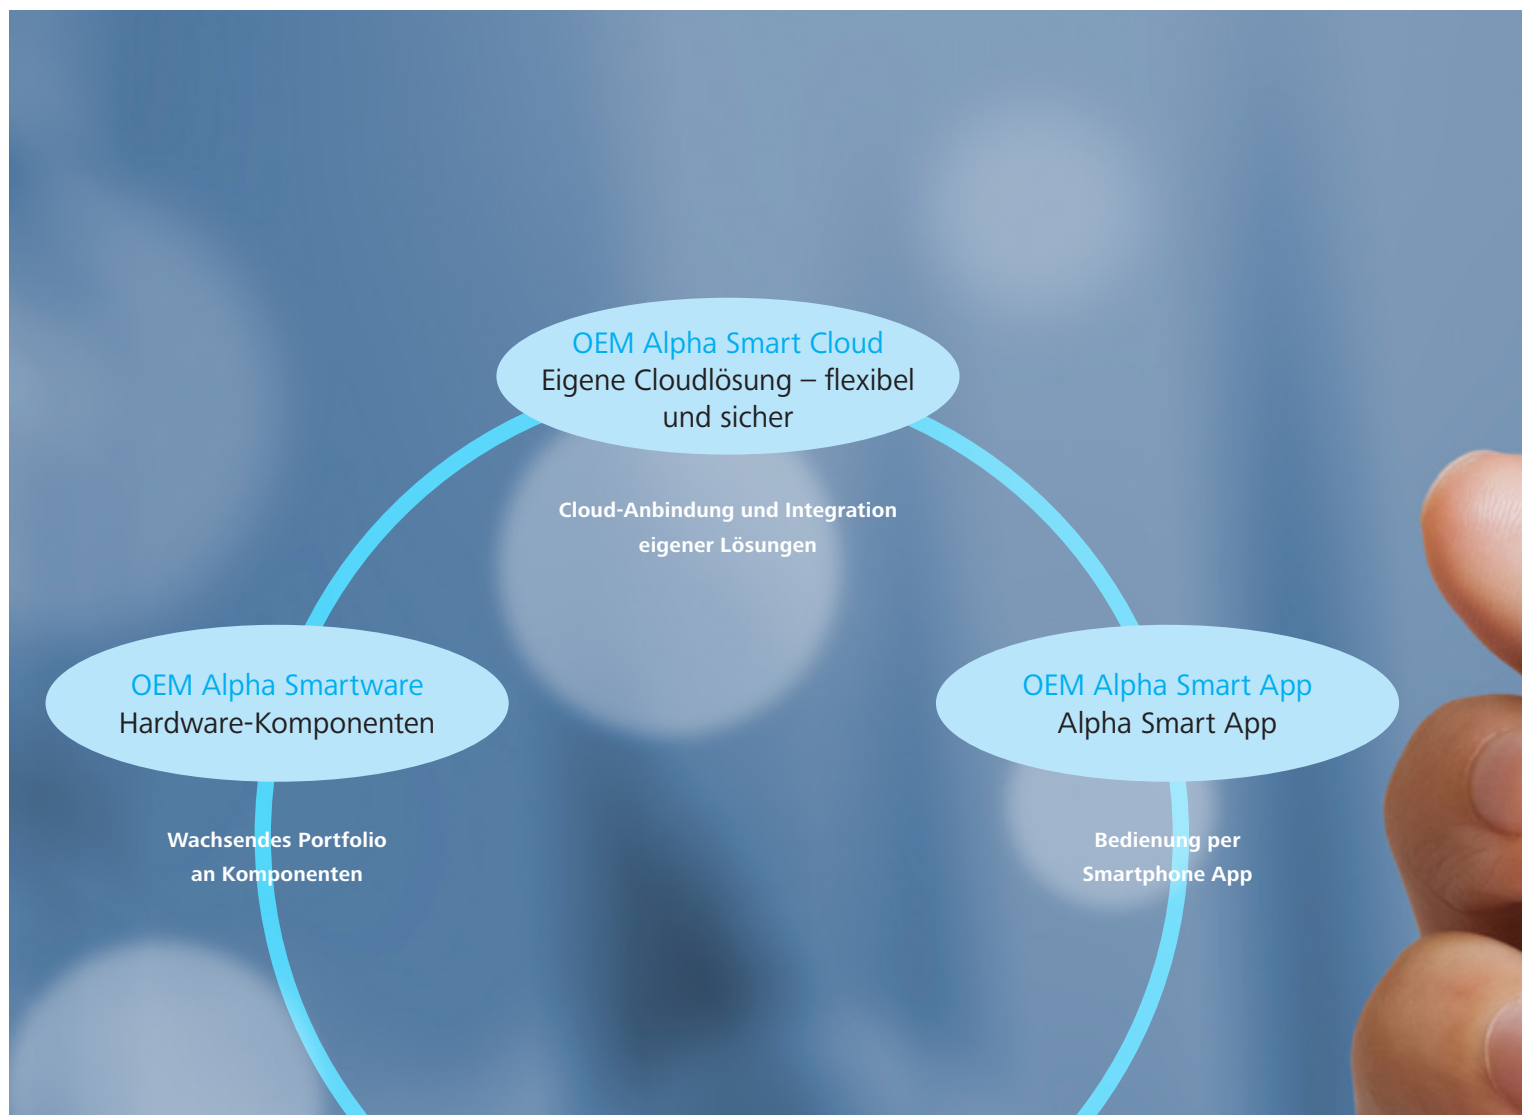 OEM Alpha Smart Cloud
Eigene Cloudlösung – flexibel
und sicher
Cloud-Anbindung und Integration
eigener Lösungen
OEM Alpha Smartware
Hardware-Komponenten
Wachsendes Portfolio
an Komponenten
OEM Alpha Smart App
Alpha Smart App
Bedienung per
Smartphone App